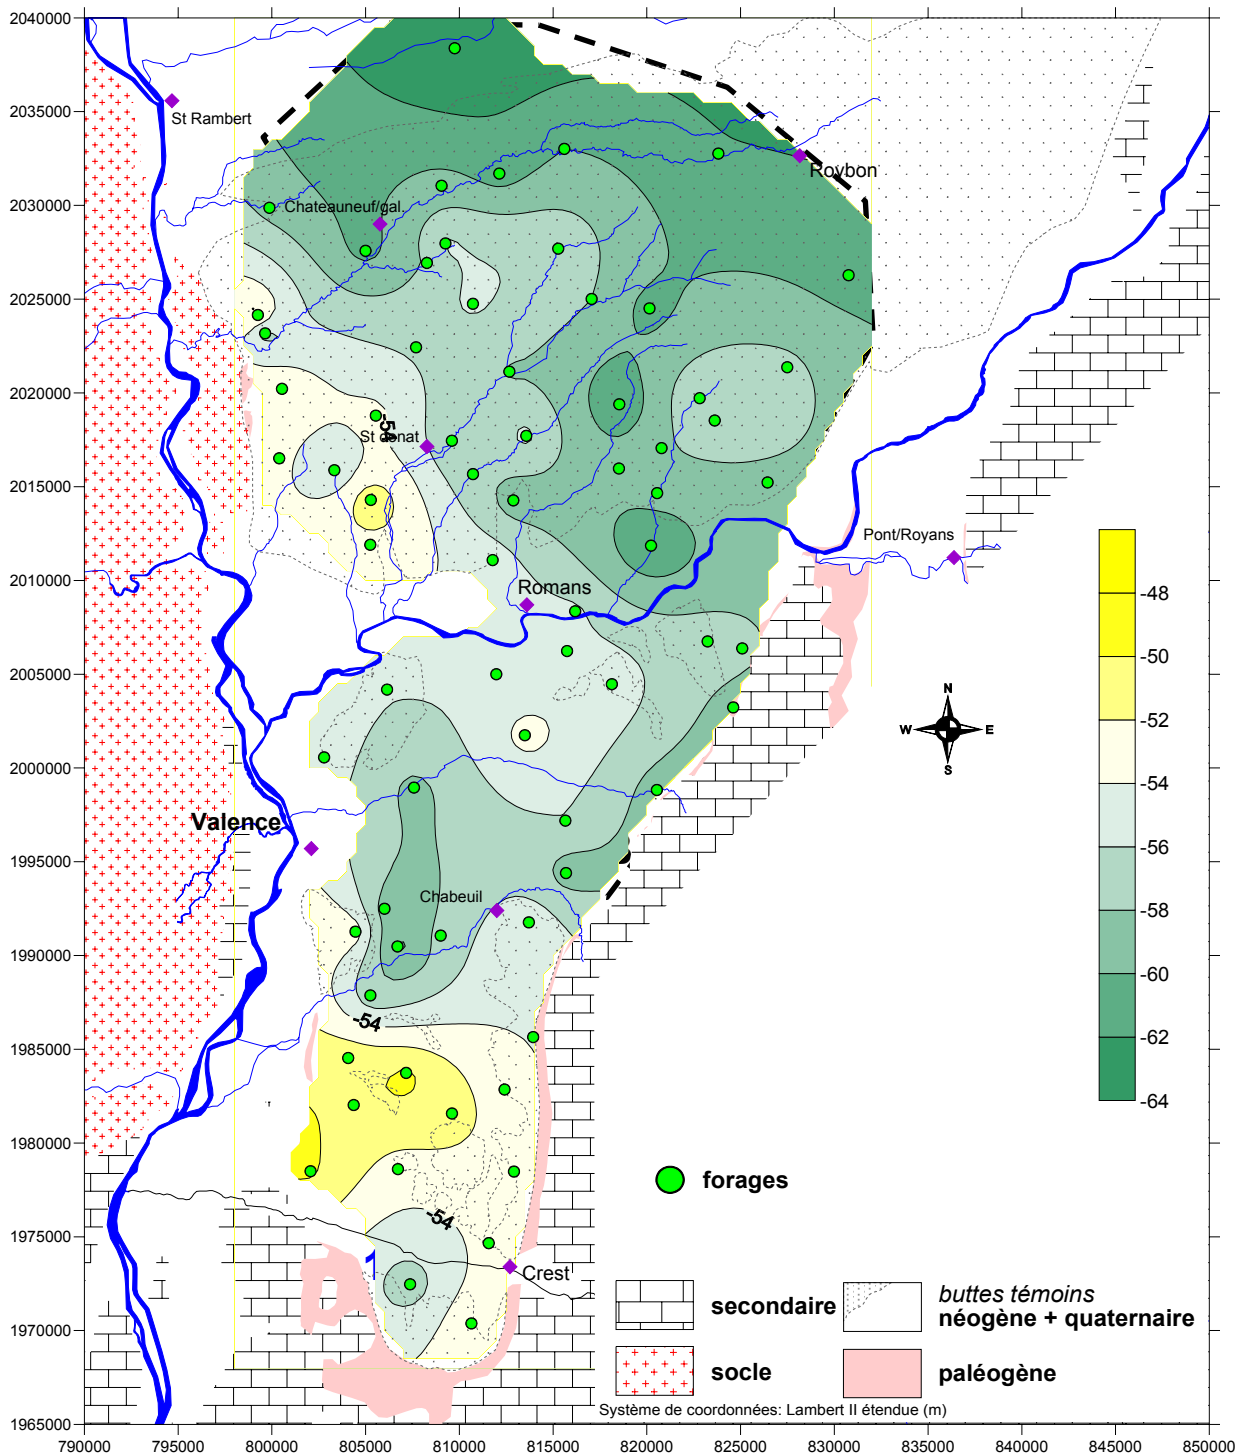 2040000
2035000
2030000
2025000
2020000
2015000
2010000
2005000
2000000
1995000
1990000
1985000
1980000
1975000
1970000
1965000
St Rambert
Roybon
Chateauneuf/gal.
-54
St donat
Pont/Royans
Romans
N
W E
S
Valence
Chabeuil
-54
-54
Crest
-48
-50
-52
-54
-56
-58
-60
-62
-64
forages
secondaire
buttes témoins
néogène + quaternaire
socle
paléogène
Système de coordonnées: Lambert II étendue (m)
790000 795000 800000 805000 810000 815000 820000 825000 830000 835000 840000 845000 850000